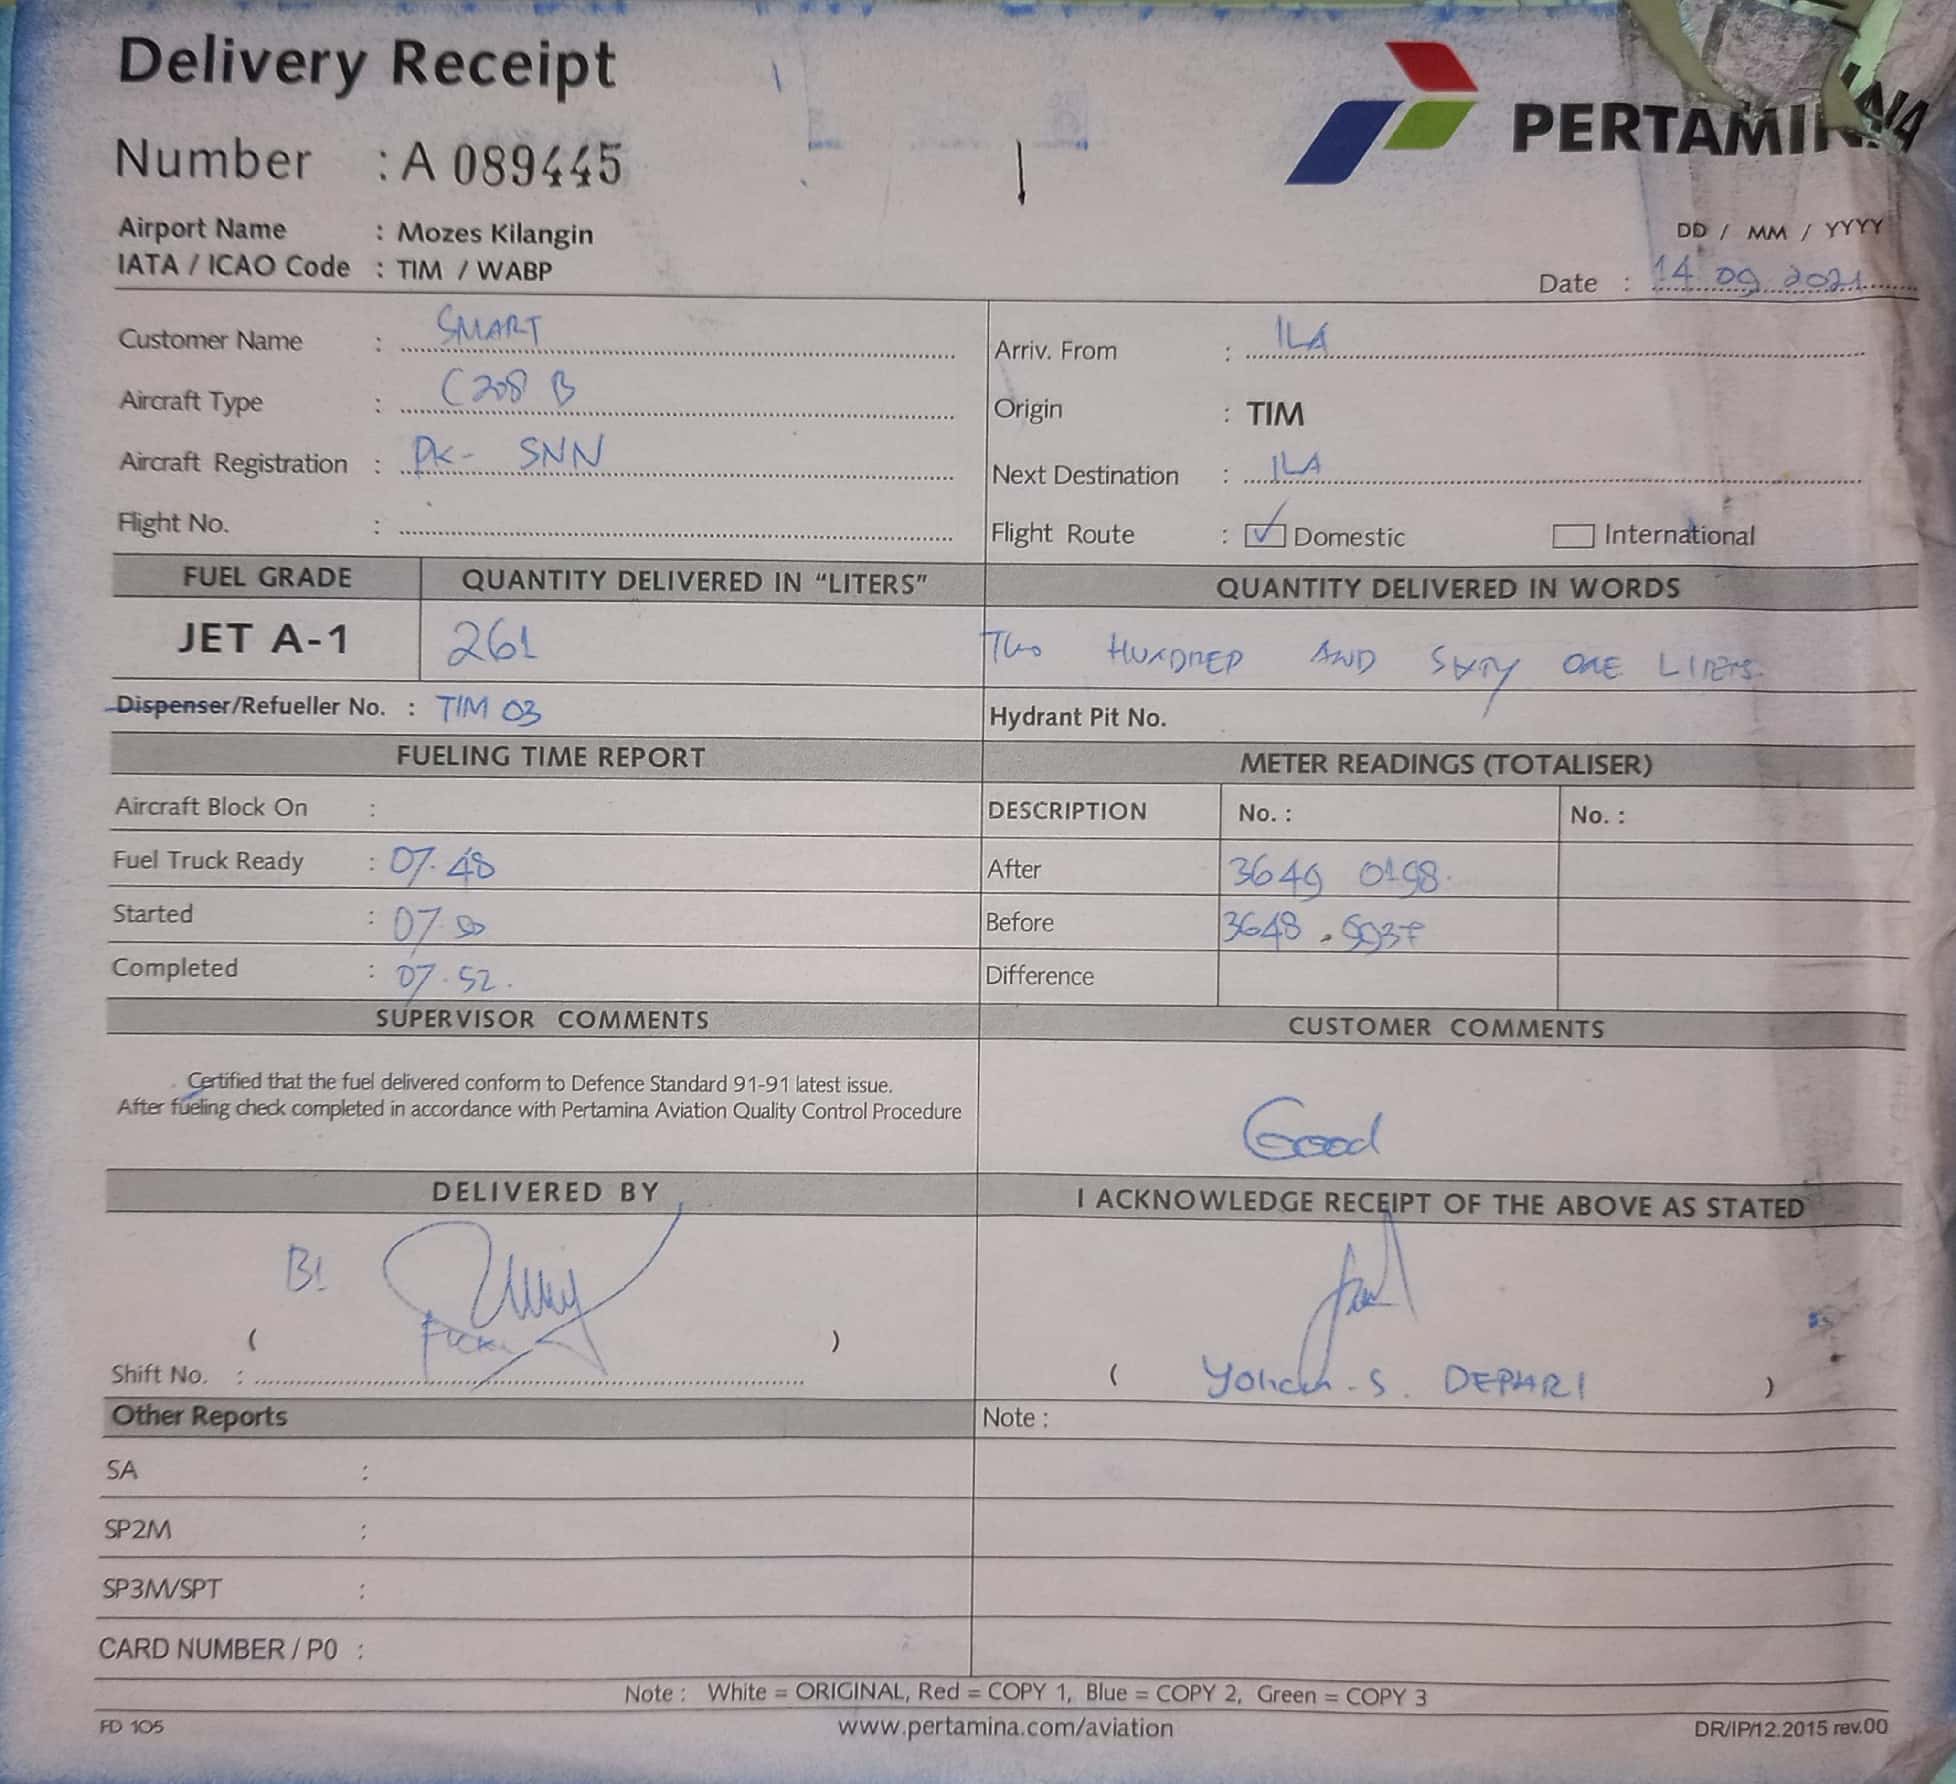 Delivery Receipt
PERTAMINA
Number : A 089445
Airport Name : Mozes Kilangin
IATA / ICAO Code : TIM / WABP
DD / MM / YYYY
Date : 14 09 2021
Customer Name : SMART
Arriv. From : ILA
Aircraft Type : C208 B
Origin : TIM
Aircraft Registration : PK- SNN
Next Destination : ILA
Flight No. :
Flight Route : ✓ Domestic International
FUEL GRADE QUANTITY DELIVERED IN “LITERS” QUANTITY DELIVERED IN WORDS
JET A-1 261 TWO HUNDRED AND SIXTY ONE LITERS.
Dispenser/Refueller No. : TIM 03 Hydrant Pit No.
FUELING TIME REPORT METER READINGS (TOTALISER)
Aircraft Block On : DESCRIPTION No. : No. :
Fuel Truck Ready : 07.48 After 3649 0198.
Started : 07 50 Before 3648 . 9937
Completed : 07.52. Difference
SUPERVISOR COMMENTS CUSTOMER COMMENTS
Certified that the fuel delivered conform to Defence Standard 91-91 latest issue.
After fueling check completed in accordance with Pertamina Aviation Quality Control Procedure
Good
DELIVERED BY I ACKNOWLEDGE RECEIPT OF THE ABOVE AS STATED
( )
Shift No. :
( S. DEPARI )
Other Reports Note :
SA :
SP2M :
SP3M/SPT :
CARD NUMBER / P0 :
Note : White = ORIGINAL, Red = COPY 1, Blue = COPY 2, Green = COPY 3
FD 105 www.pertamina.com/aviation DR/IP/12.2015 rev.00